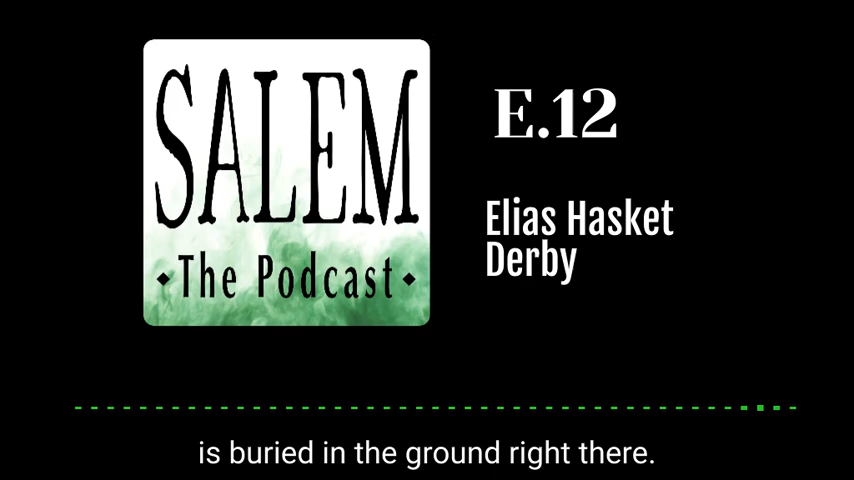 SALEM
The Podcast
E.12
Elias Hasket
Derby
is buried in the ground right there.